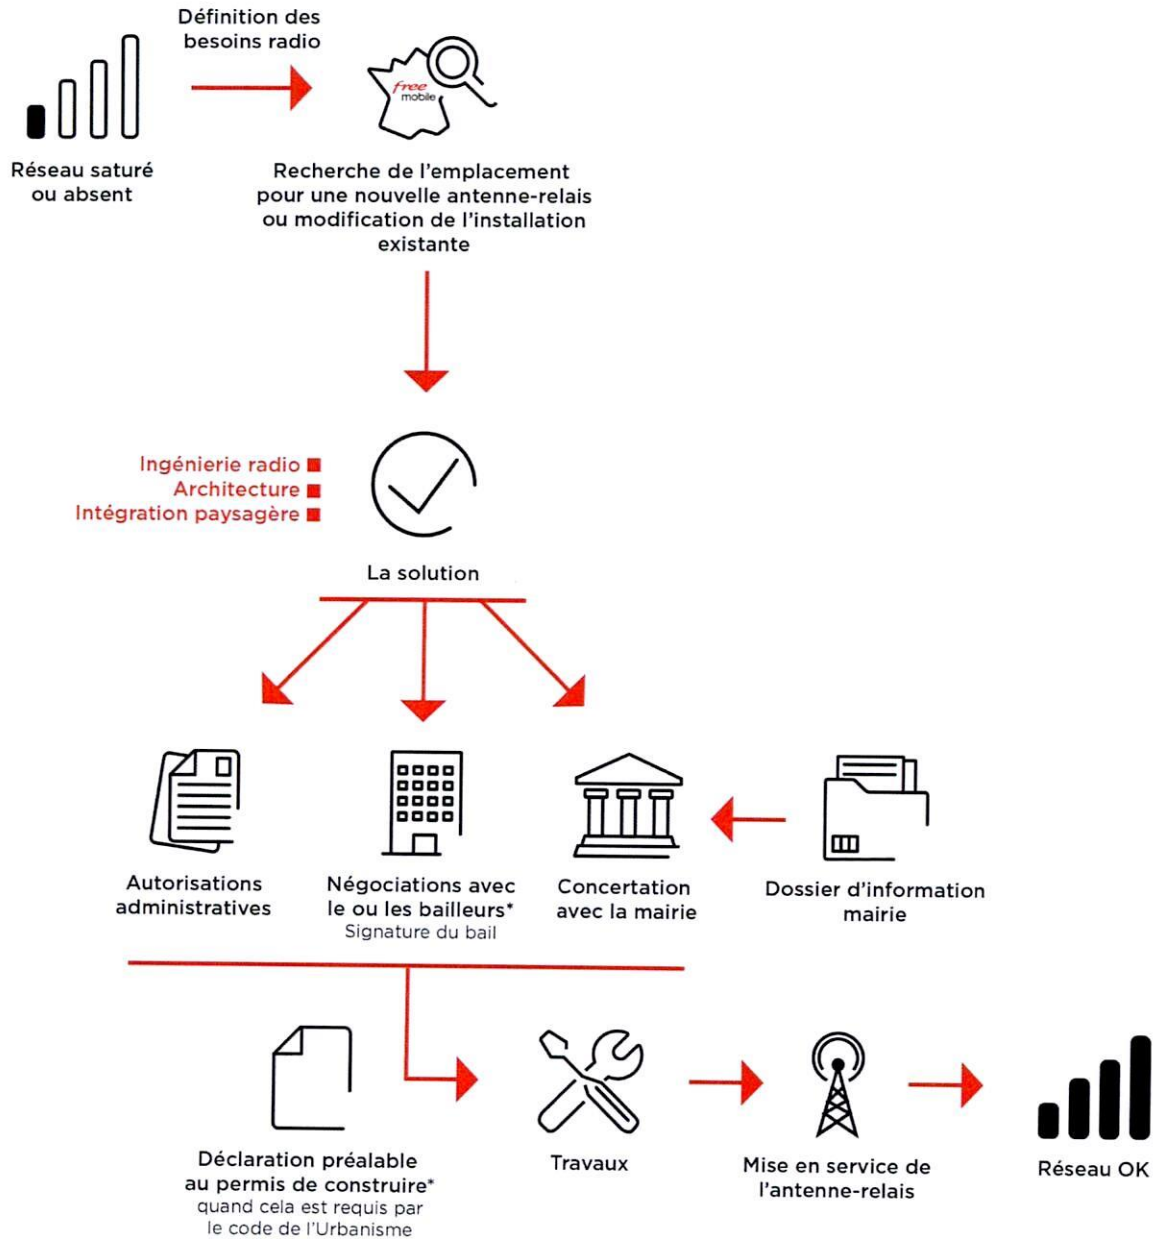 Définition des
besoins radio
free
mobile
Réseau saturé
ou absent
Recherche de l'emplacement
pour une nouvelle antenne-relais
ou modification de l'installation
existante
Ingénierie radio
Architecture
Intégration paysagère
La solution
Autorisations
administratives
Négociations avec
le ou les bailleurs*
Signature du bail
Concertation
avec la mairie
Dossier d'information
mairie
Déclaration préalable
au permis de construire*
quand cela est requis par
le code de l'Urbanisme
Travaux
Mise en service de
l'antenne-relais
Réseau OK